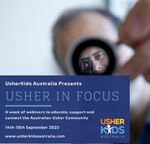 UsherKids Australia Presents
USHER IN FOCUS
A week of webinars to educate, support and
connect the Australian Usher Community
14th-18th September 2022
www.usherkidsaustralia.com
USHER
KIDS
AUSTRALIA